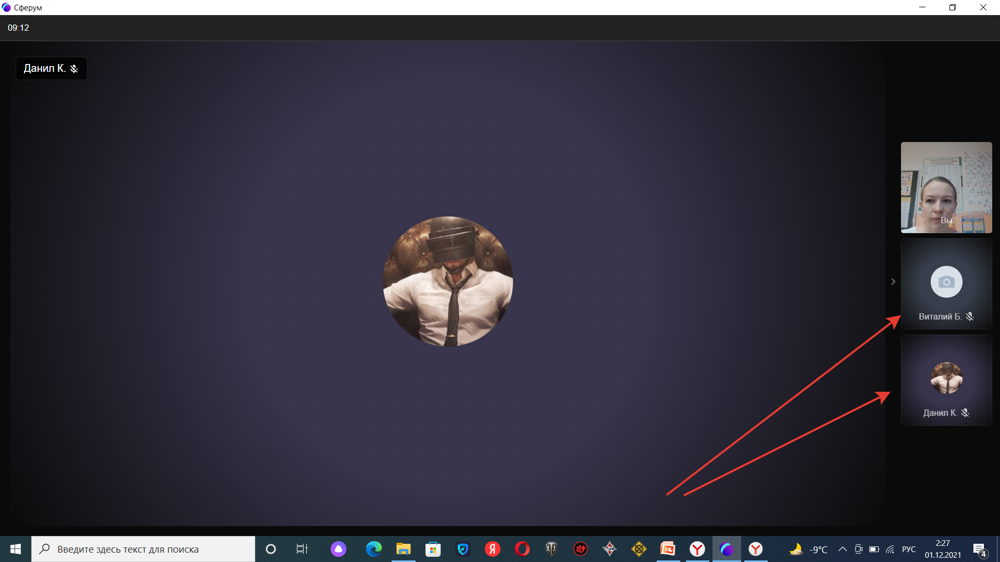 Сферум
09:12
Данил К.
Вы
Виталий Б.
Данил К.
Введите здесь текст для поиска
-9°C
РУС
2:27
01.12.2021
4